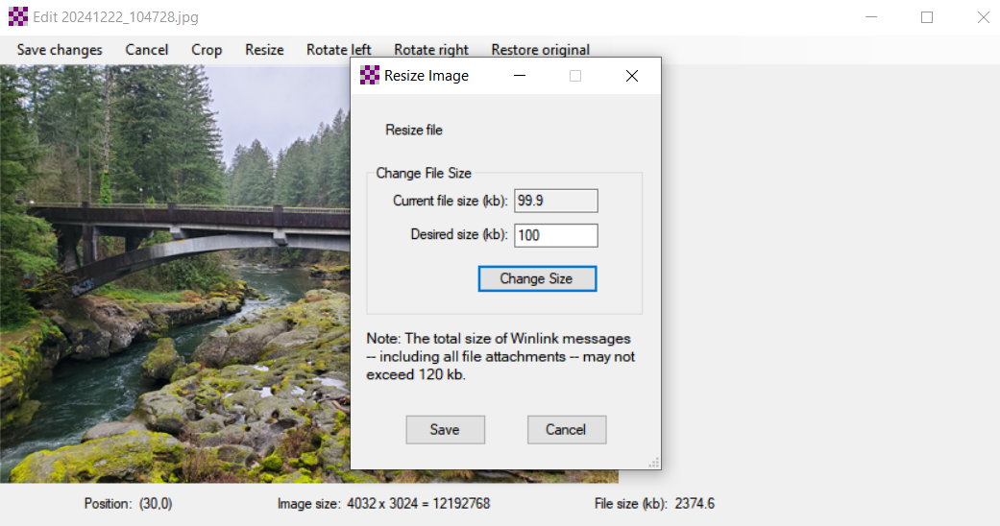 Edit 20241222_104728.jpg
Save changes Cancel Crop Resize Rotate left Rotate right Restore original
Resize Image
Resize file
Change File Size
Current file size (kb): 99.9
Desired size (kb): 100
Change Size
Note: The total size of Winlink messages
-- including all file attachments -- may not
exceed 120 kb.
Save Cancel
Position: (30,0) Image size: 4032 x 3024 = 12192768 File size (kb): 2374.6